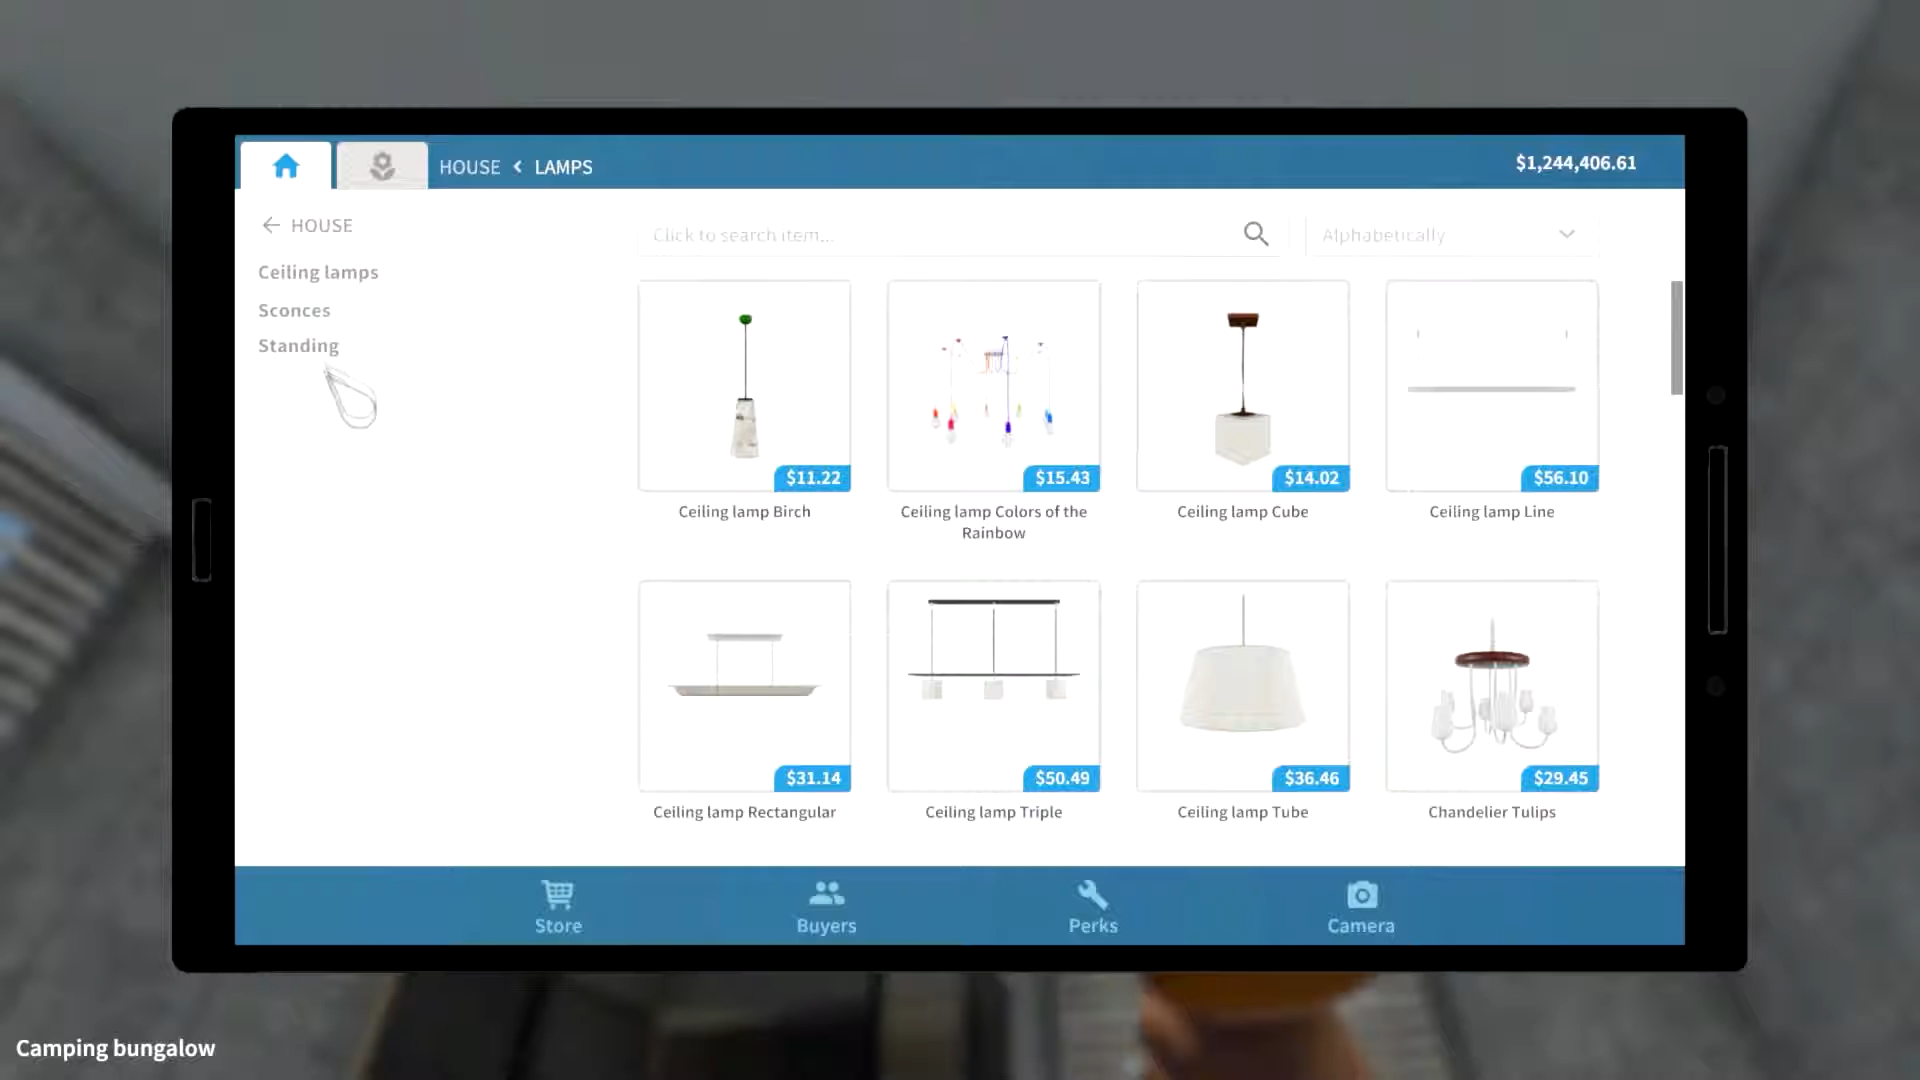 HOUSE < LAMPS
$1,244,406.61
HOUSE
Click to search item...
Alphabetically
Ceiling lamps
Sconces
Standing
$11.22
$15.43
$14.02
$56.10
Ceiling lamp Birch
Ceiling lamp Colors of the
Rainbow
Ceiling lamp Cube
Ceiling lamp Line
$31.14
$50.49
$36.46
$29.45
Ceiling lamp Rectangular
Ceiling lamp Triple
Ceiling lamp Tube
Chandelier Tulips
Store
Buyers
Perks
Camera
Camping bungalow